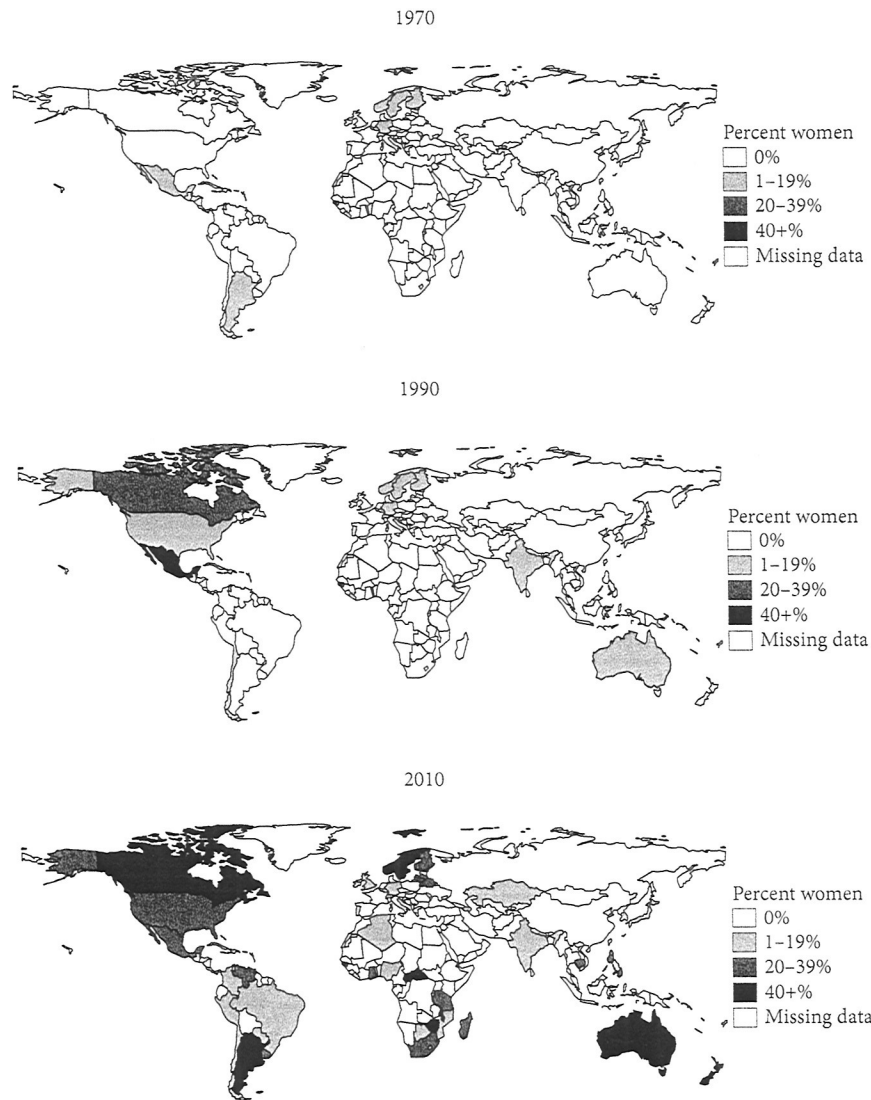 1970
Percent women
0%
1–19%
20–39%
40+%
Missing data
1990
Percent women
0%
1–19%
20–39%
40+%
Missing data
2010
Percent women
0%
1–19%
20–39%
40+%
Missing data